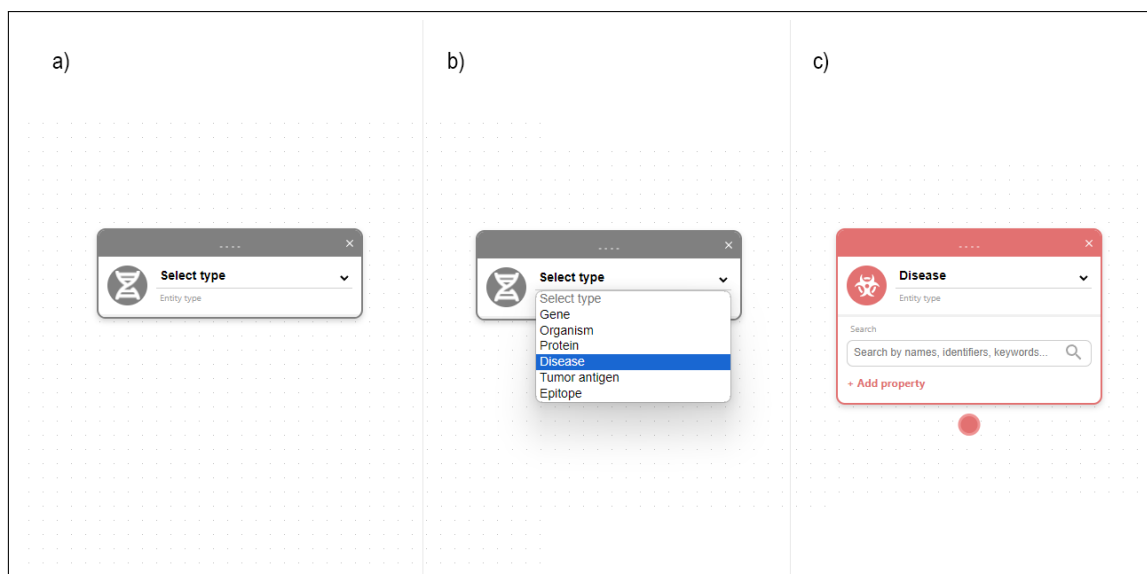 a)
Select type
Entity type
b)
Select type
Select type
Gene
Organism
Protein
Disease
Tumor antigen
Epitope
c)
Disease
Entity type
Search
Search by names, identifiers, keywords...
+ Add property